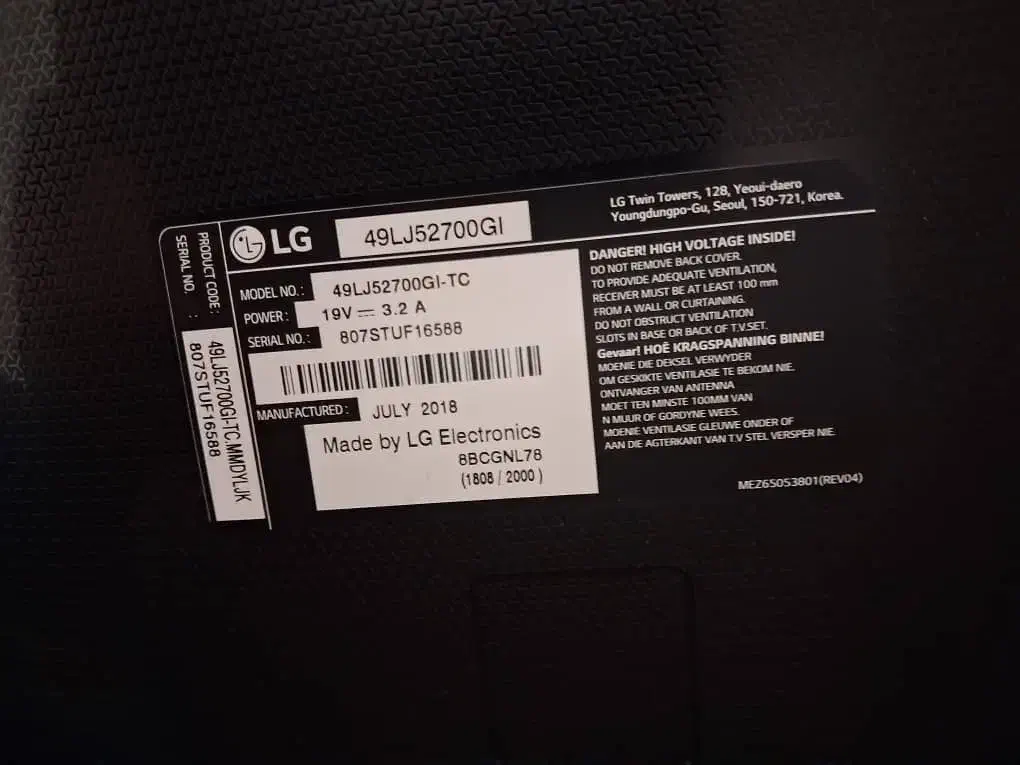 PRODUCT CODE:
SERIAL NO. :
49LJ52700GI-TC.MMDYLJK
807STUF16588
LG
49LJ52700GI
LG Twin Towers, 128, Yeoui-daero
Youngdungpo-Gu, Seoul, 150-721, Korea.
MODEL NO.: 49LJ52700GI-TC
POWER: 19V ⎓ 3.2 A
SERIAL NO.: 807STUF16588
MANUFACTURED: JULY 2018
Made by LG Electronics
8BCGNL78
(1808 / 2000 )
DANGER! HIGH VOLTAGE INSIDE!
DO NOT REMOVE BACK COVER.
TO PROVIDE ADEQUATE VENTILATION,
RECEIVER MUST BE AT LEAST 100 mm
FROM A WALL OR CURTAINING.
DO NOT OBSTRUCT VENTILATION
SLOTS IN BASE OR BACK OF T.V.SET.
Gevaar! HOË KRAGSPANNING BINNE!
MOENIE DIE DEKSEL VERWYDER
OM GESKIKTE VENTILASIE TE BEKOM NIE.
ONTVANGER VAN ANTENNA
MOET TEN MINSTE 100MM VAN
N MUUR OF GORDYNE WEES.
MOENIE VENTILASIE GLEUWE ONDER OF
AAN DIE AGTERKANT VAN T.V STEL VERSPER NIE.
MEZ65053801(REV04)